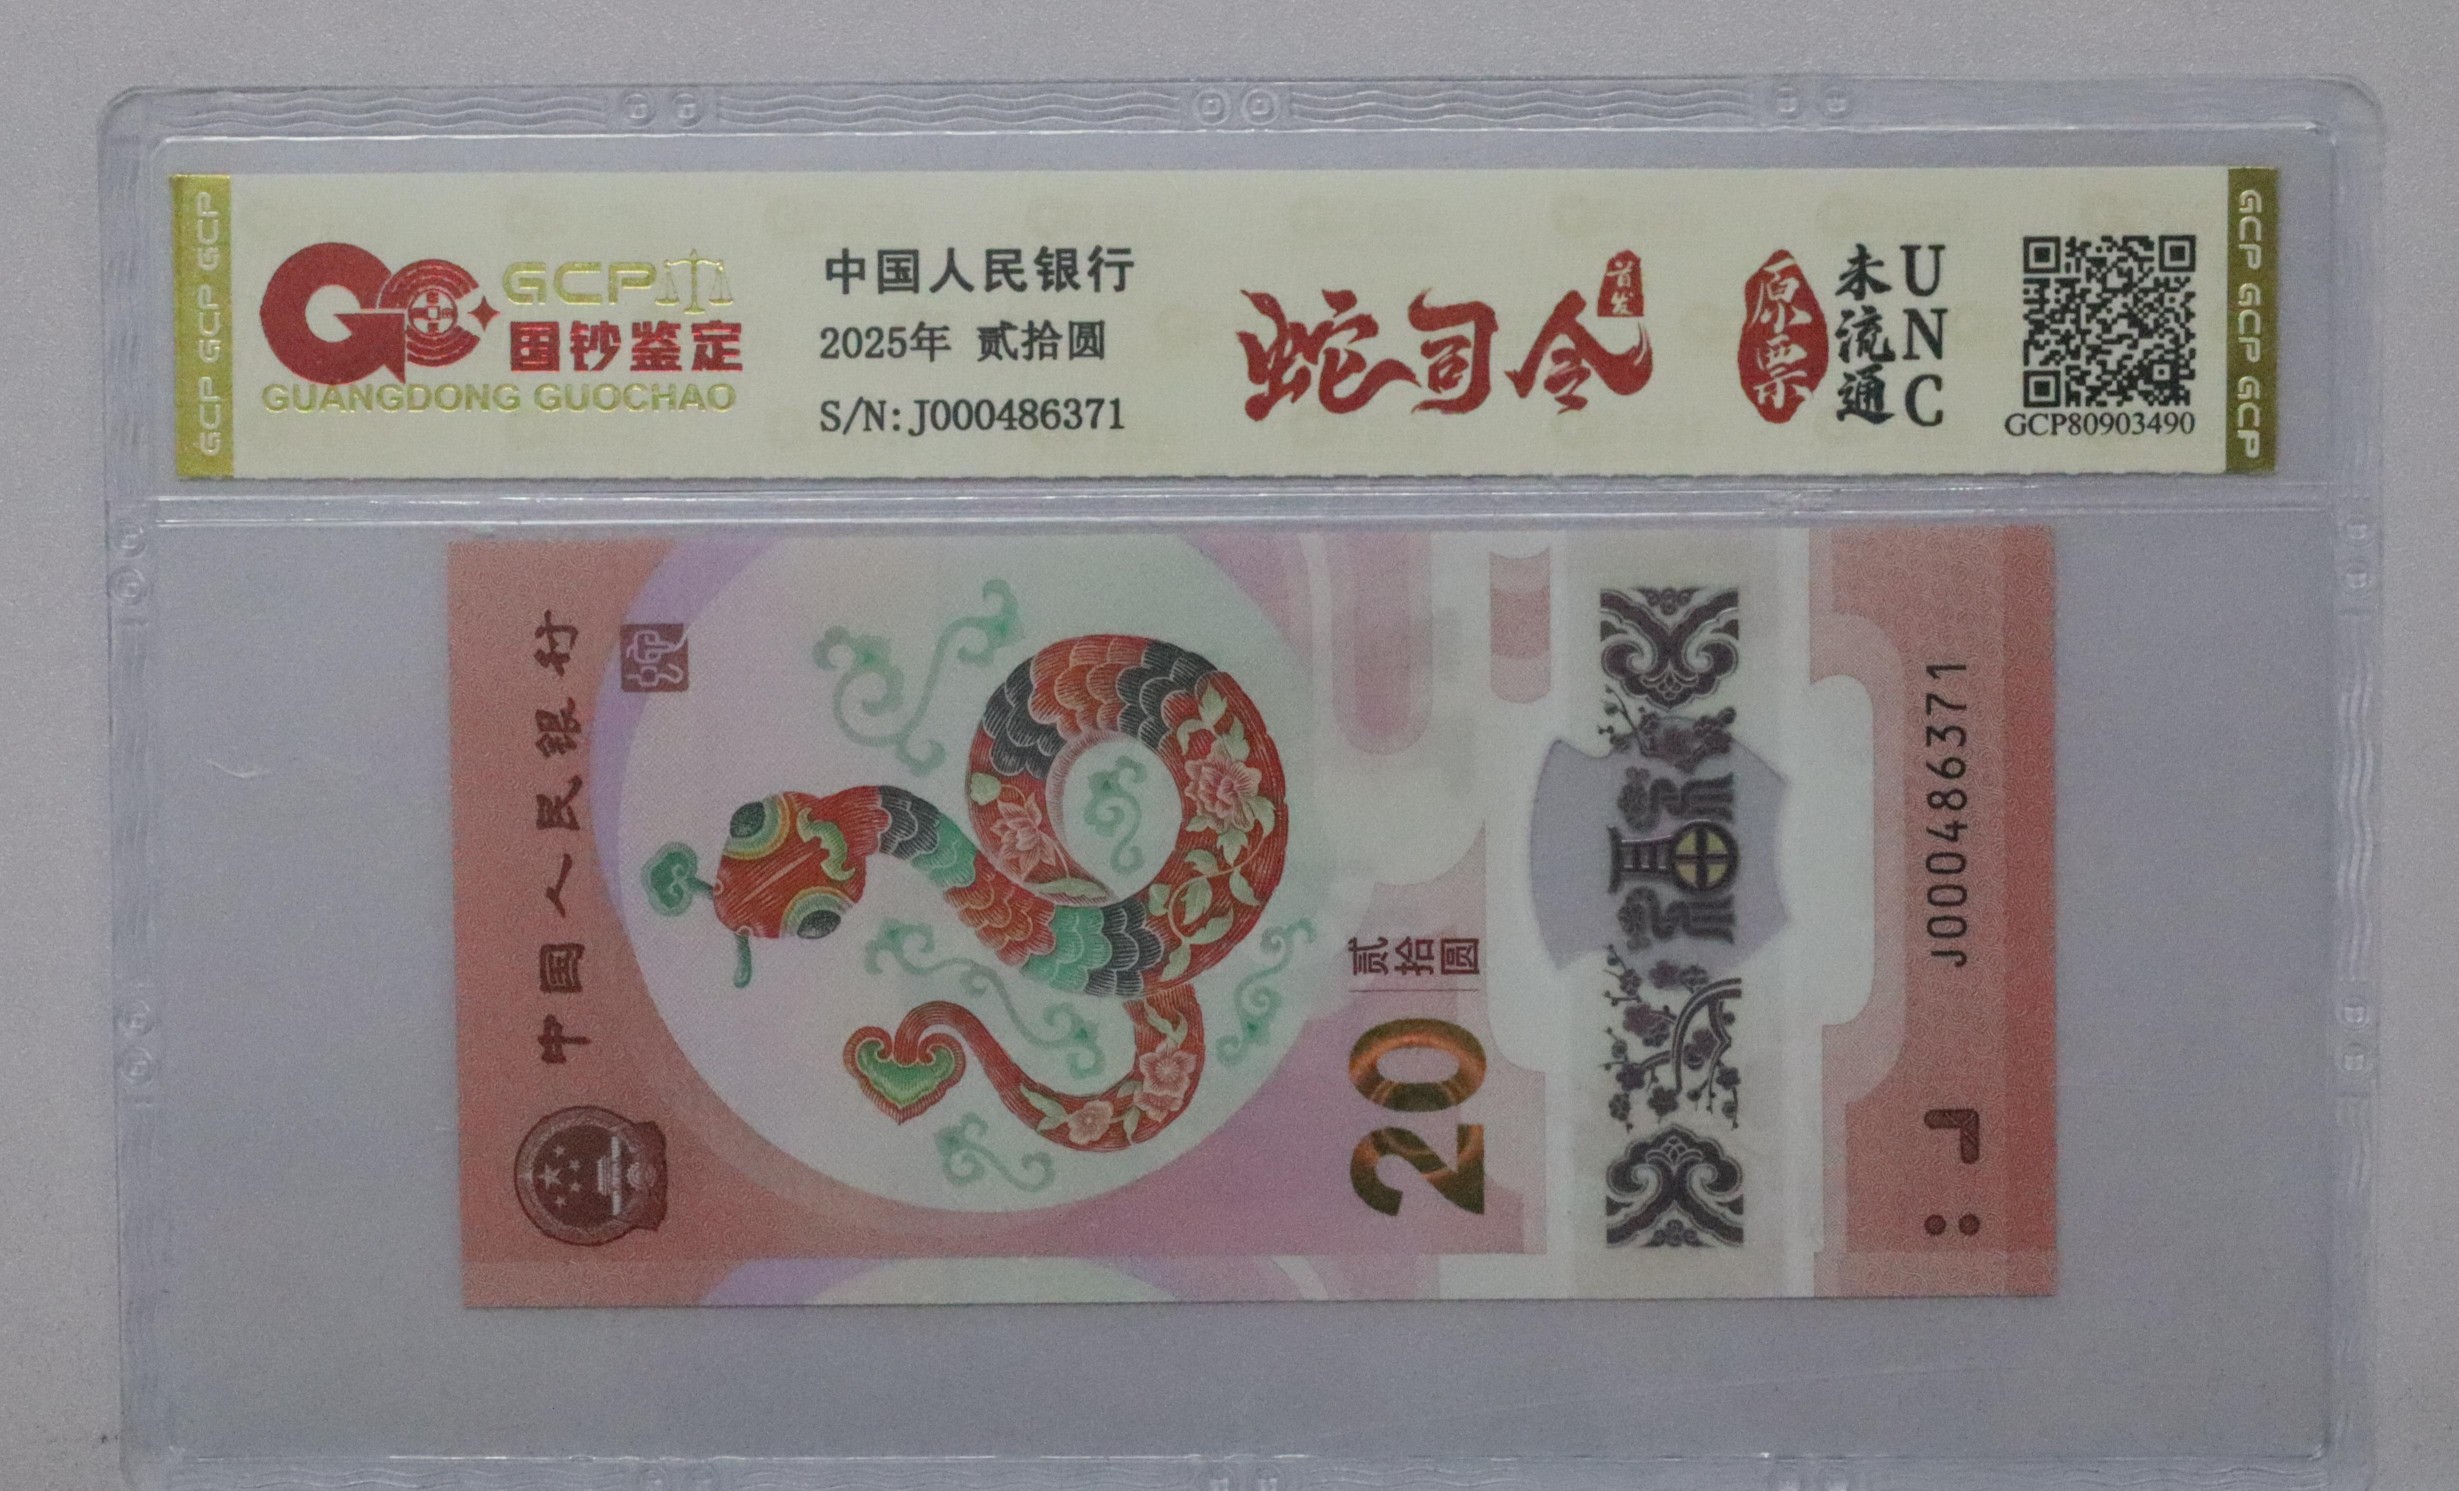 GCP GCP GCP
GCP
国钞鉴定
GUANGDONG GUOCHAO
中国人民银行
2025年 贰拾圆
S/N: J000486371
蛇司令
首发
原票
未流通
UNC
GCP80903490
GCP GCP GCP
中国人民银行
蛇
20
贰拾圆
福
J000486371